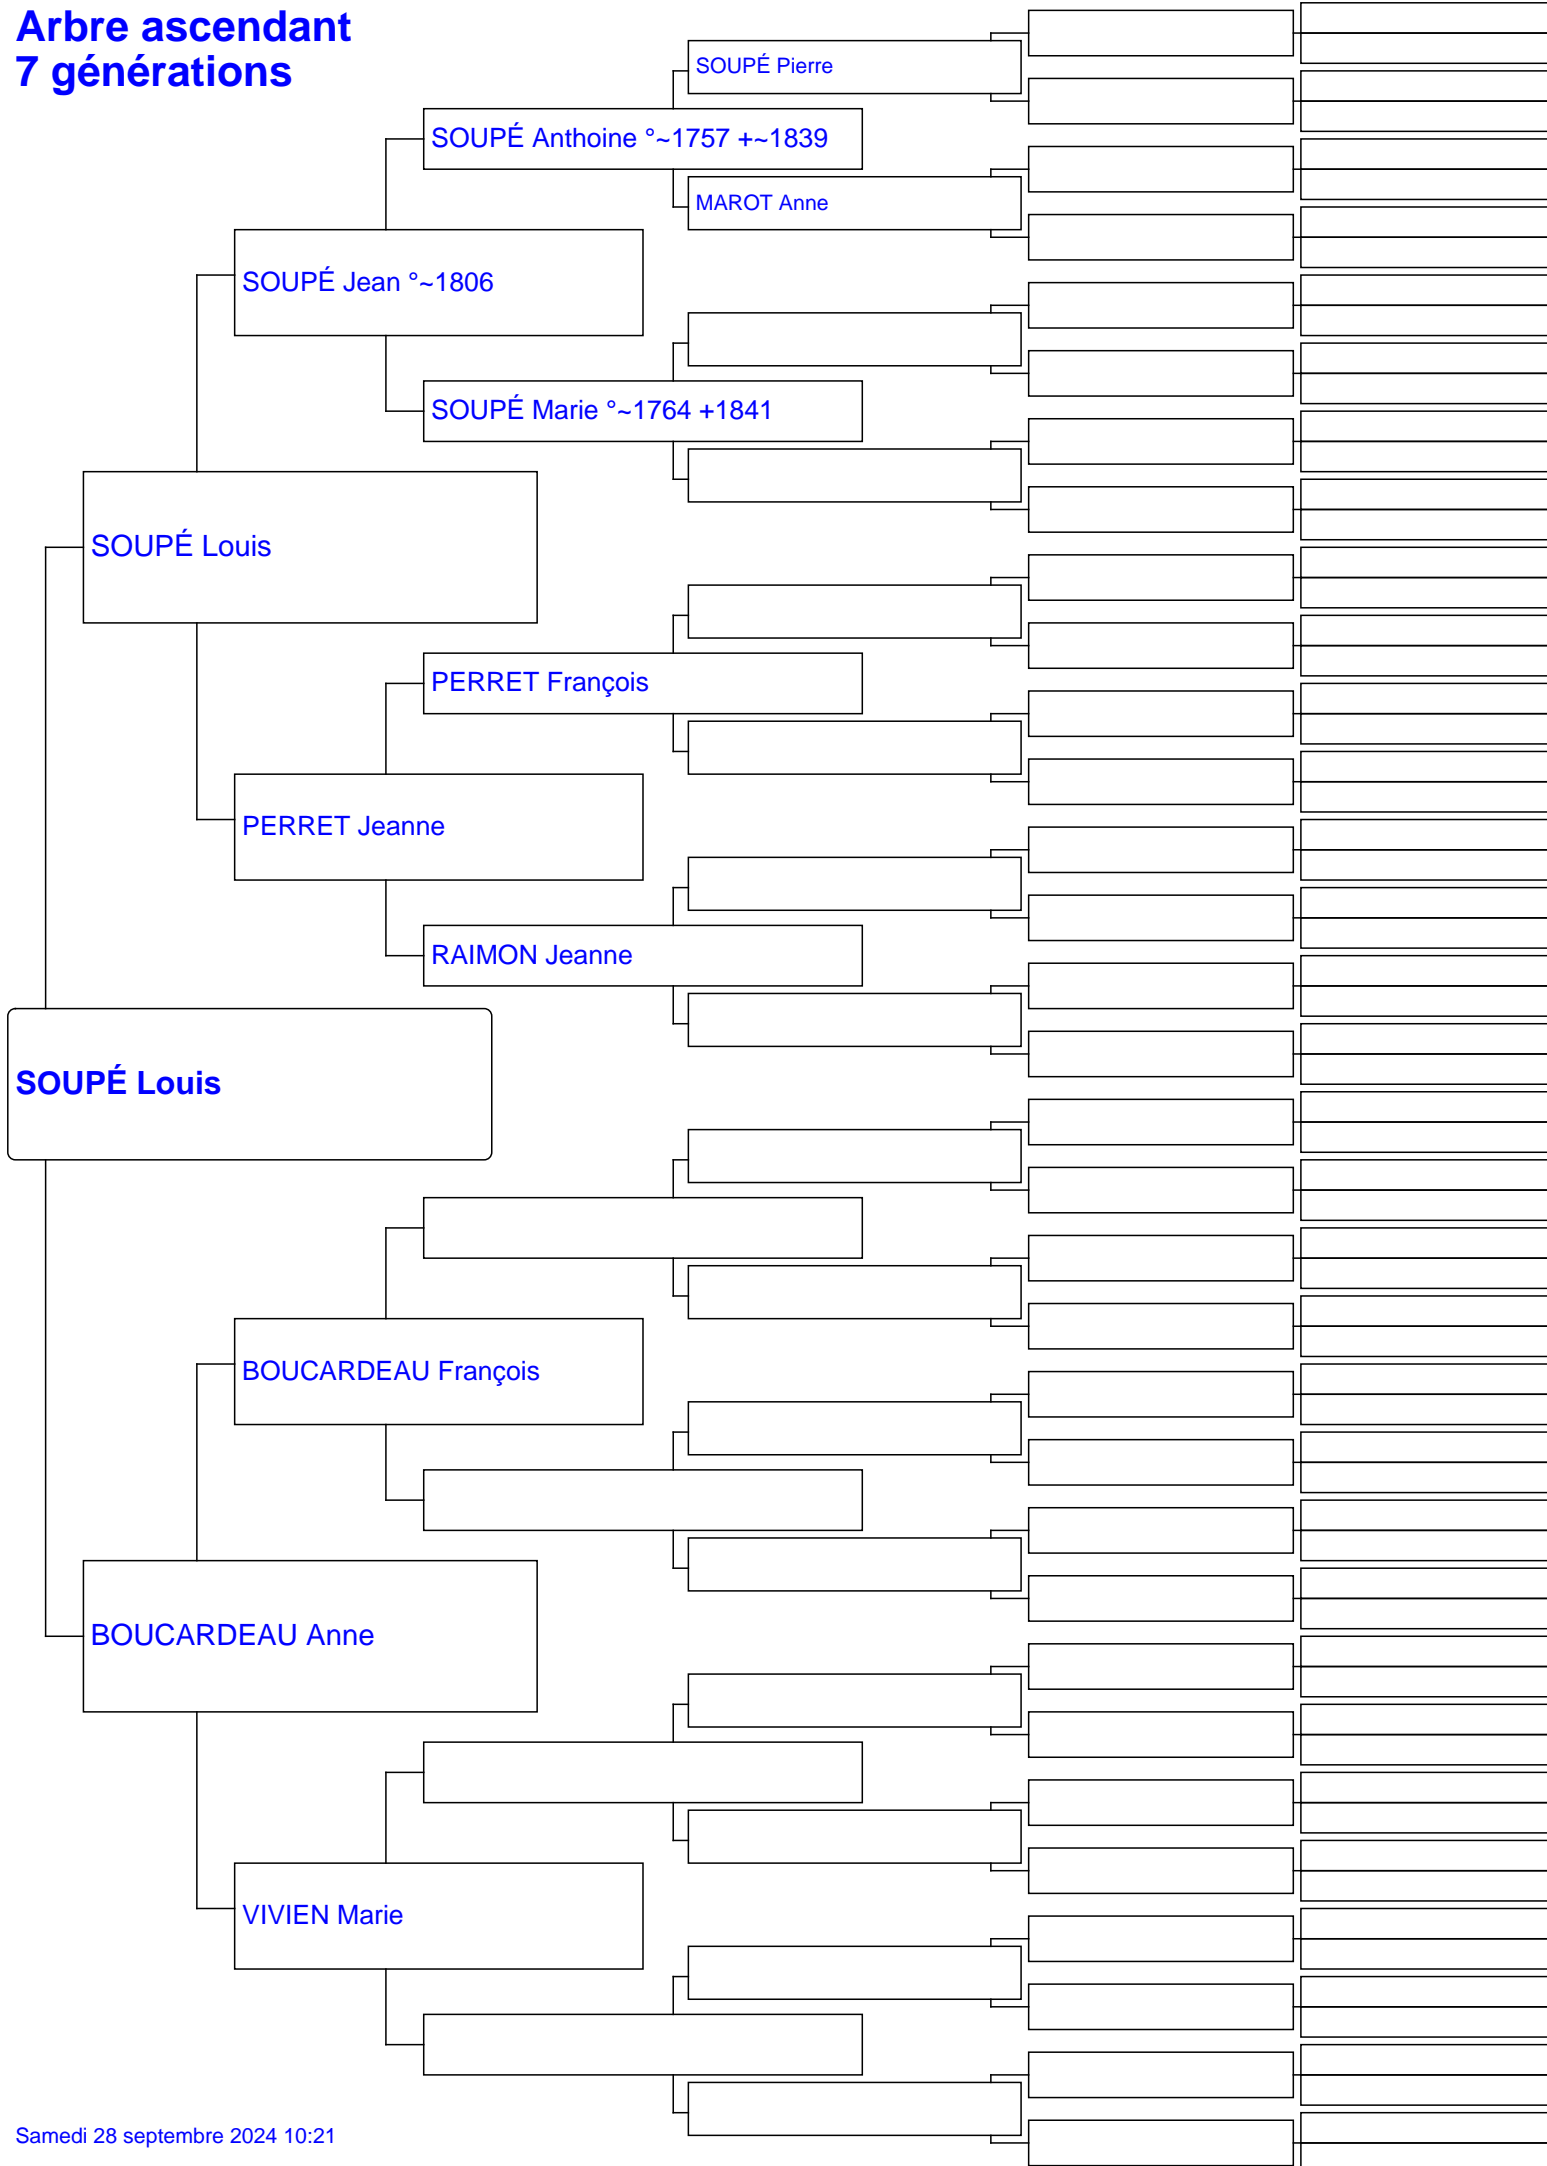 Arbre ascendant
7 générations
SOUPÉ Pierre
SOUPÉ Anthoine °~1757 +~1839
MAROT Anne
SOUPÉ Jean °~1806
SOUPÉ Marie °~1764 +1841
SOUPÉ Louis
PERRET François
PERRET Jeanne
RAIMON Jeanne
SOUPÉ Louis
BOUCARDEAU François
BOUCARDEAU Anne
VIVIEN Marie
Samedi 28 septembre 2024 10:21